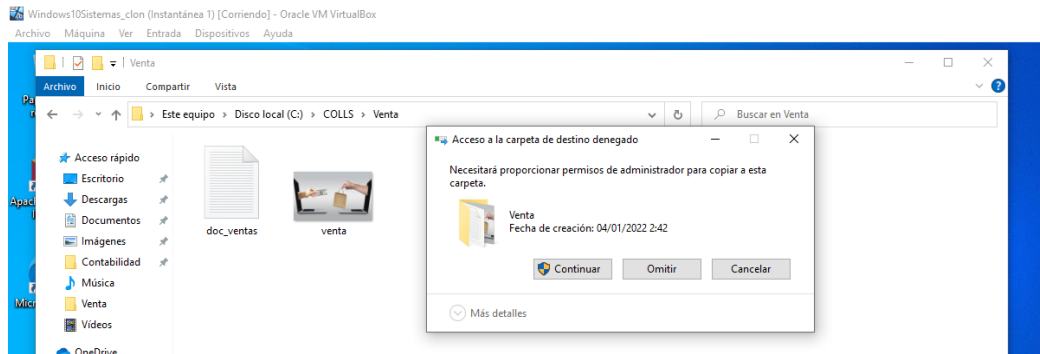 Windows10Sistemas_clon (Instantánea 1) [Corriendo] - Oracle VM VirtualBox
Archivo Máquina Ver Entrada Dispositivos Ayuda
Venta
Archivo Inicio Compartir Vista
Este equipo > Disco local (C:) > COLLS > Venta
Buscar en Venta
Acceso rápido
Escritorio
Descargas
Documentos
Imágenes
Contabilidad
Música
Venta
Vídeos
OneDrive
doc_ventas
venta
Acceso a la carpeta de destino denegado
Necesitará proporcionar permisos de administrador para copiar a esta
carpeta.
Venta
Fecha de creación: 04/01/2022 2:42
Continuar Omitir Cancelar
Más detalles